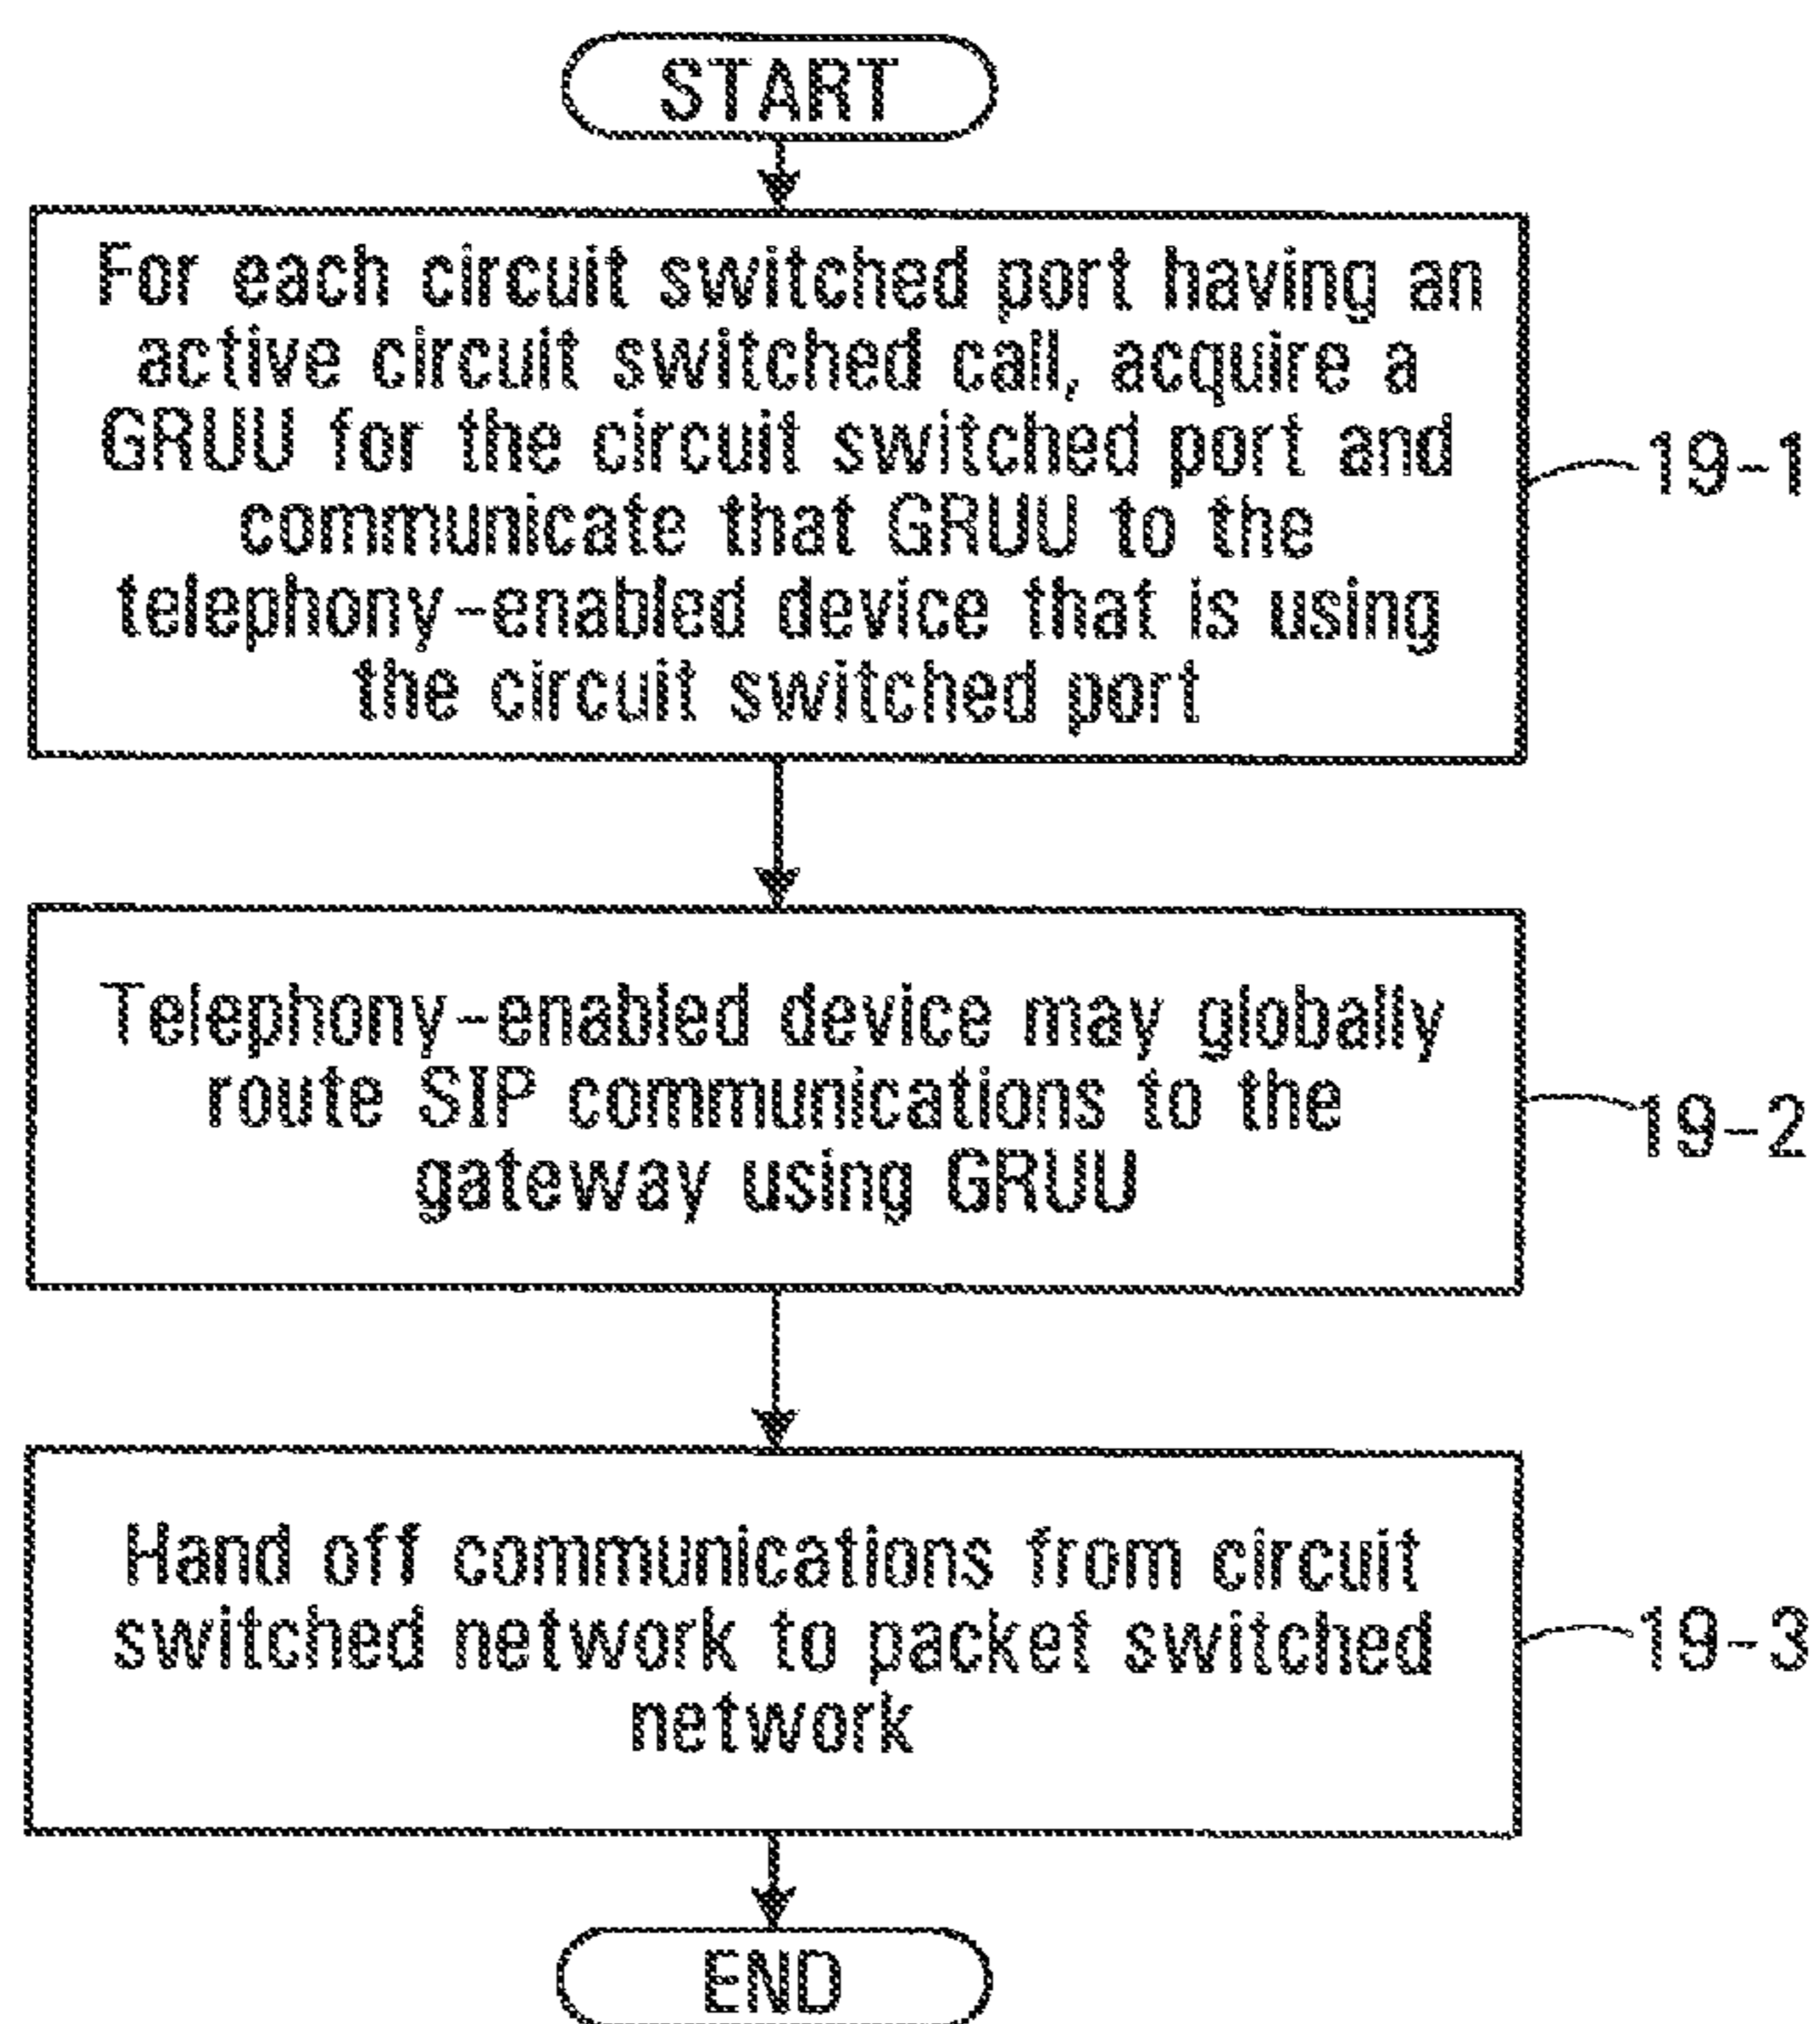 START
For each circuit switched port having an
active circuit switched call, acquire a
GRUU for the circuit switched port and
communicate that GRUU to the
telephony-enabled device that is using
the circuit switched port
19-1
Telephony-enabled device may globally
route SIP communications to the
gateway using GRUU
19-2
Hand off communications from circuit
switched network to packet switched
network
19-3
END